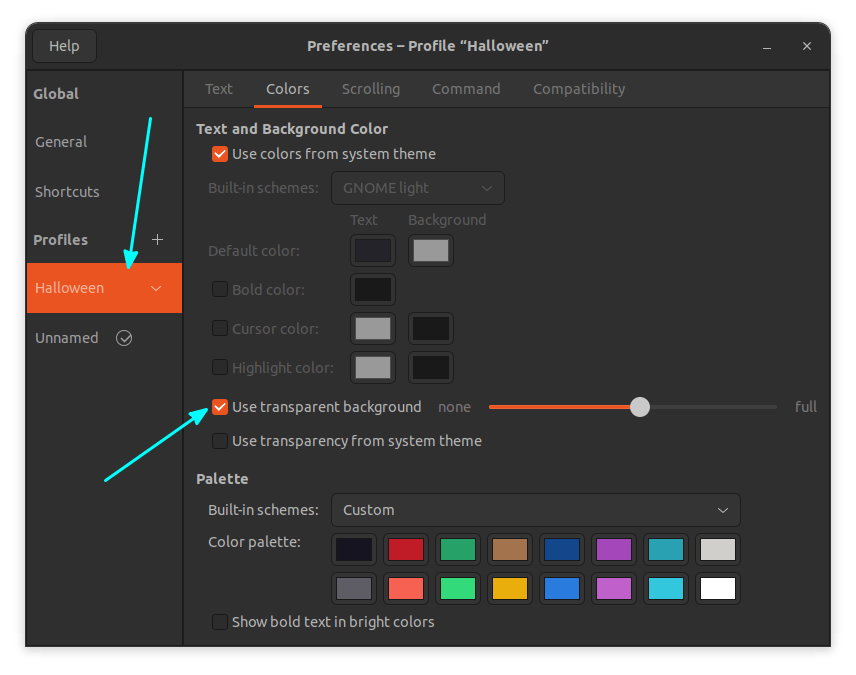 Help
Preferences – Profile “Halloween”
Global
General
Shortcuts
Profiles
Halloween
Unnamed
Text Colors Scrolling Command Compatibility
Text and Background Color
Use colors from system theme
Built-in schemes: GNOME light
Text Background
Default color:
Bold color:
Cursor color:
Highlight color:
Use transparent background none full
Use transparency from system theme
Palette
Built-in schemes: Custom
Color palette:
Show bold text in bright colors